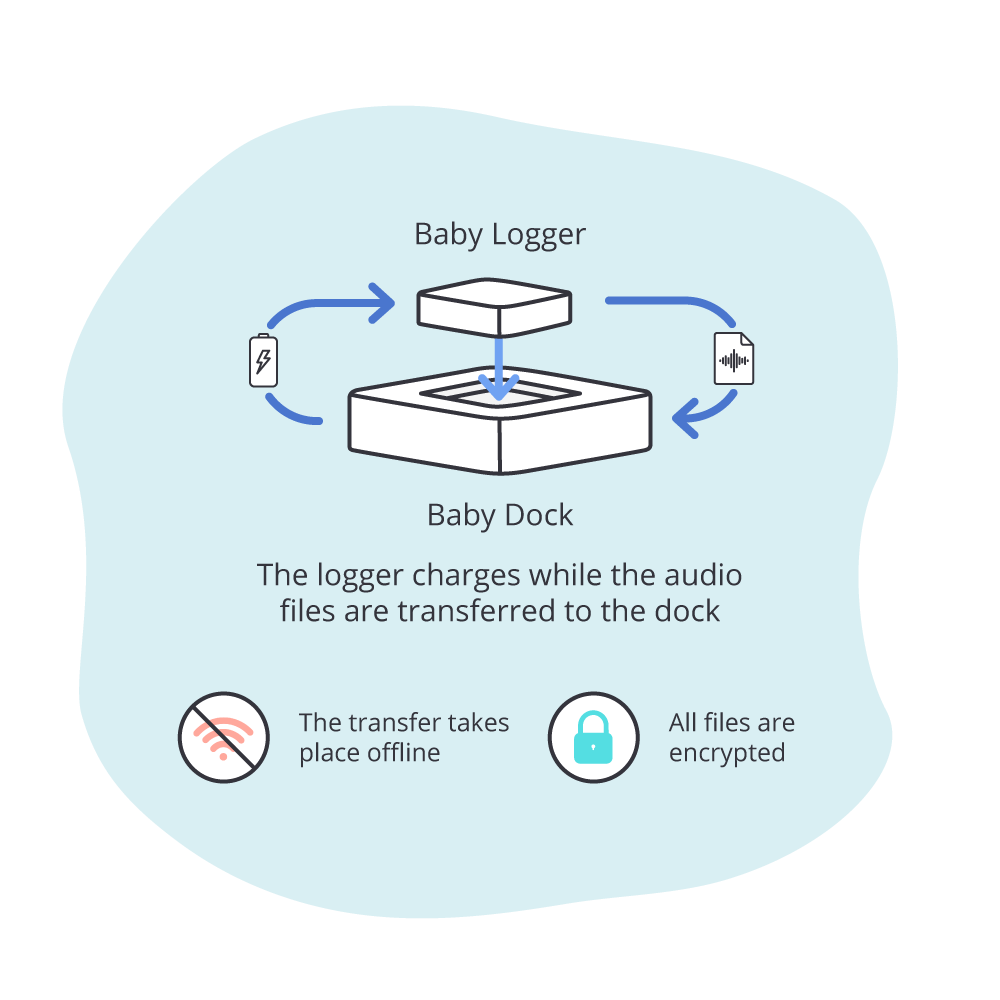 Baby Logger
Baby Dock
The logger charges while the audio
files are transferred to the dock
The transfer takes
place offline
All files are
encrypted